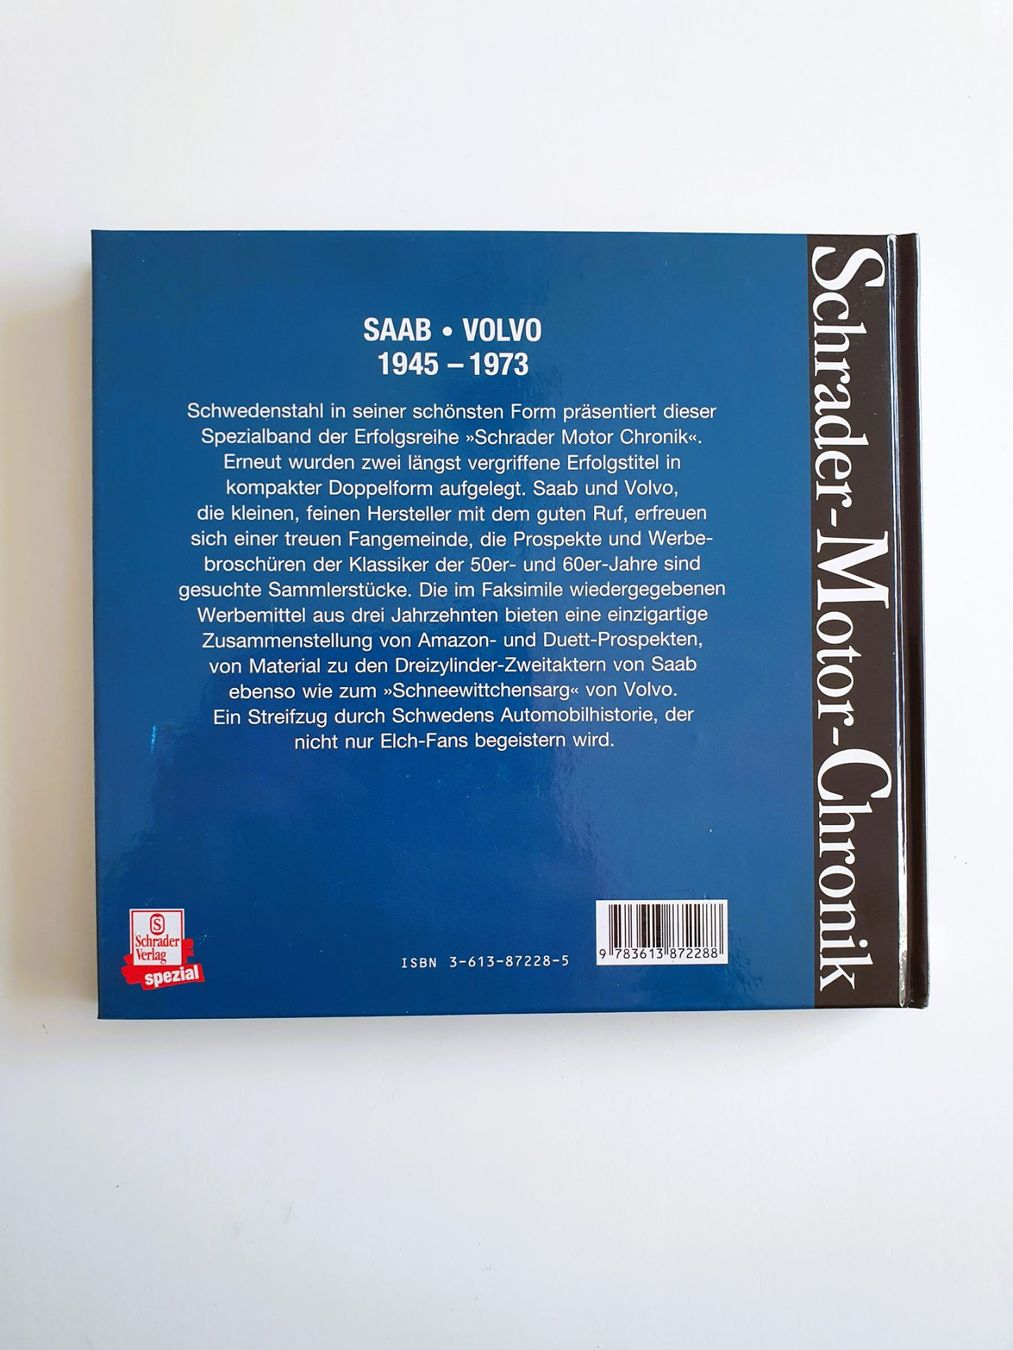 SAAB • VOLVO
1945 – 1973
Schwedenstahl in seiner schönsten Form präsentiert dieser
Spezialband der Erfolgsreihe »Schrader Motor Chronik«.
Erneut wurden zwei längst vergriffene Erfolgstitel in
kompakter Doppelform aufgelegt. Saab und Volvo,
die kleinen, feinen Hersteller mit dem guten Ruf, erfreuen
sich einer treuen Fangemeinde, die Prospekte und Werbe-
broschüren der Klassiker der 50er- und 60er-Jahre sind
gesuchte Sammlerstücke. Die im Faksimile wiedergegebenen
Werbemittel aus drei Jahrzehnten bieten eine einzigartige
Zusammenstellung von Amazon- und Duett-Prospekten,
von Material zu den Dreizylinder-Zweitaktern von Saab
ebenso wie zum »Schneewittchensarg« von Volvo.
Ein Streifzug durch Schwedens Automobilhistorie, der
nicht nur Elch-Fans begeistern wird.
S
Schrader
Verlag
spezial
ISBN 3-613-87228-5
9 783613 872288
Schrader-Motor-Chronik